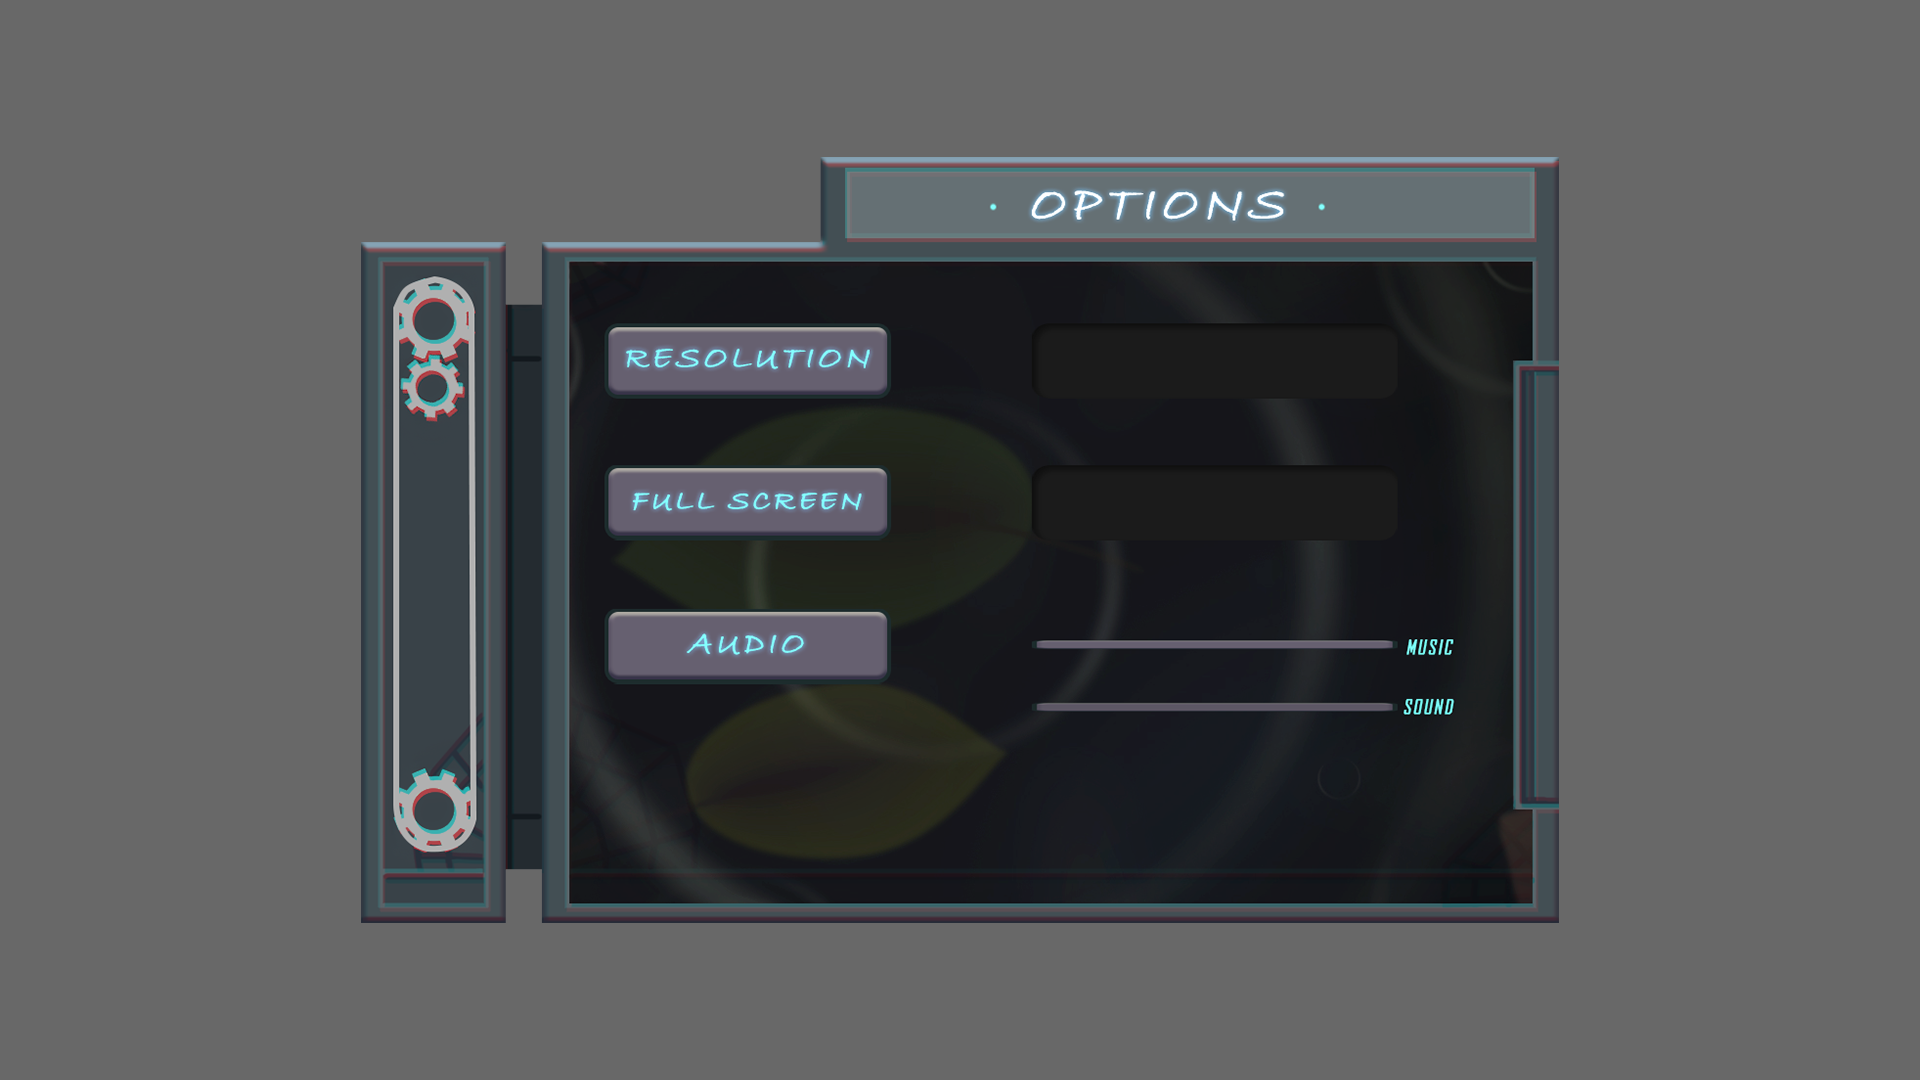 • OPTIONS •
RESOLUTION
FULL SCREEN
AUDIO
MUSIC
SOUND